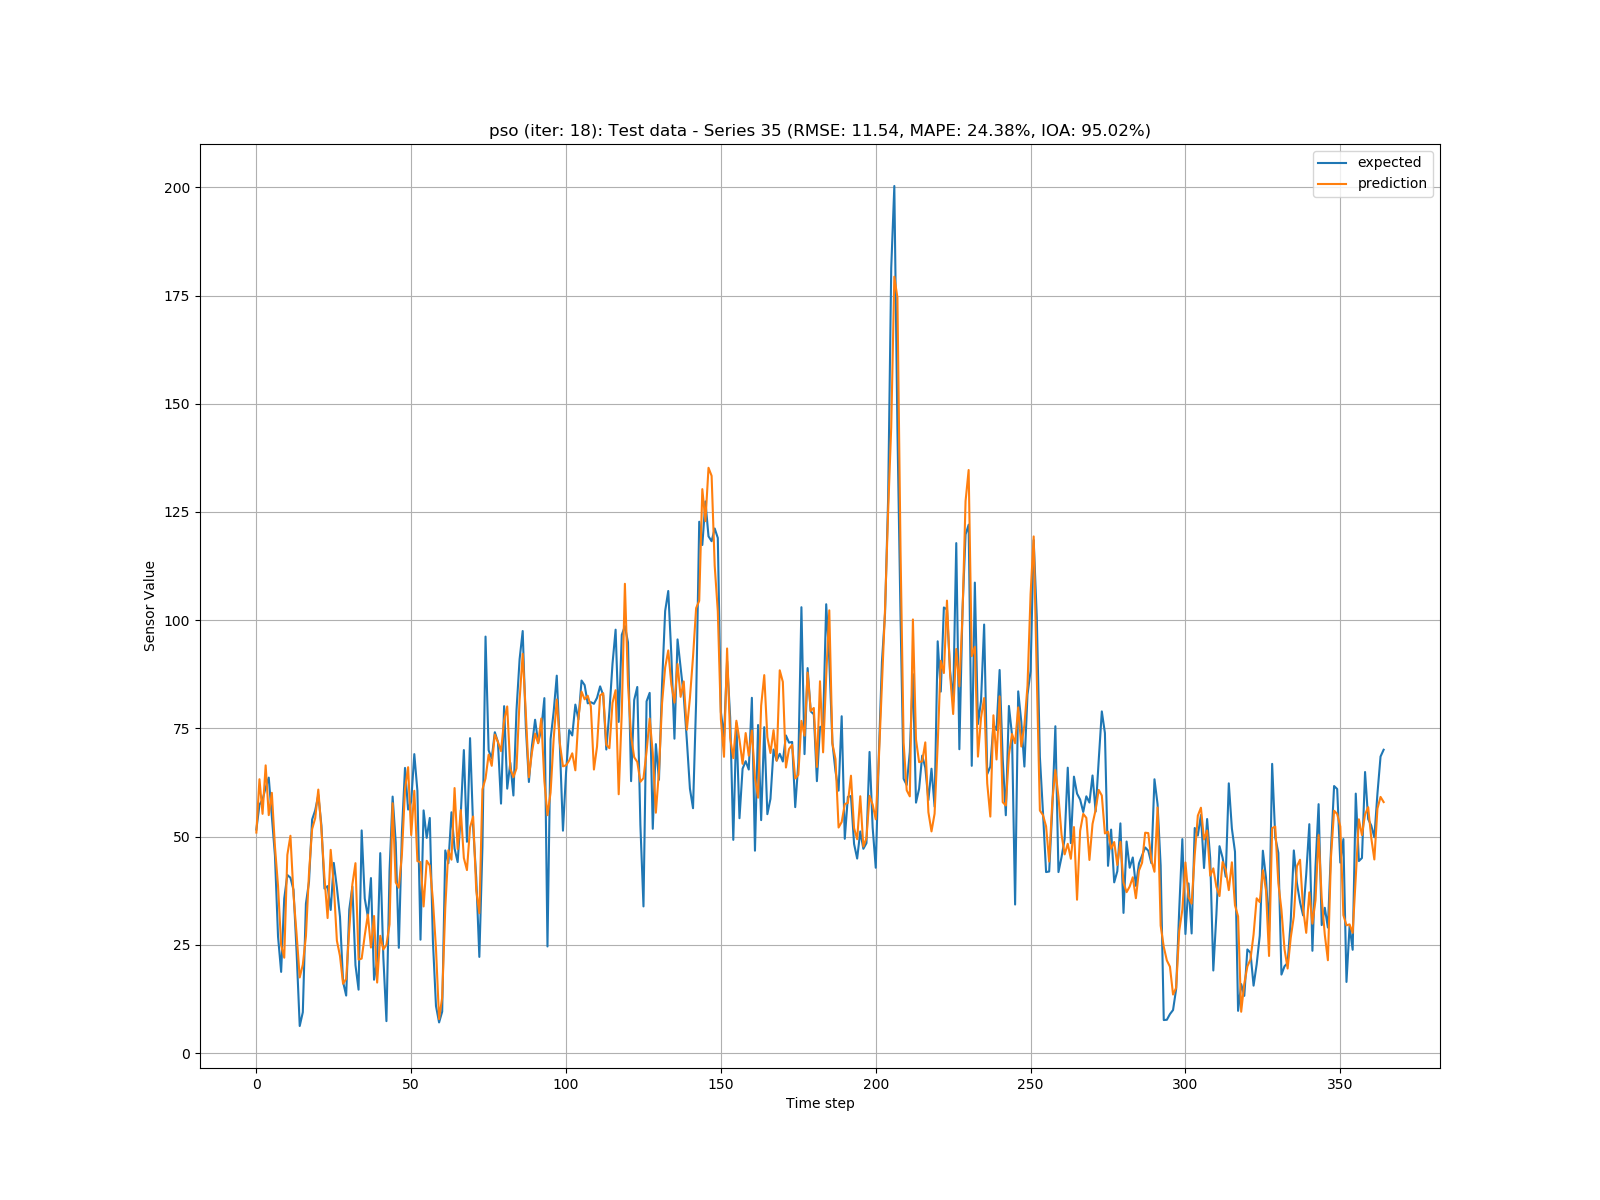 pso (iter: 18): Test data - Series 35 (RMSE: 11.54, MAPE: 24.38%, IOA: 95.02%)
expected
prediction
200
175
150
125
100
75
50
25
0
Sensor Value
0 50 100 150 200 250 300 350
Time step